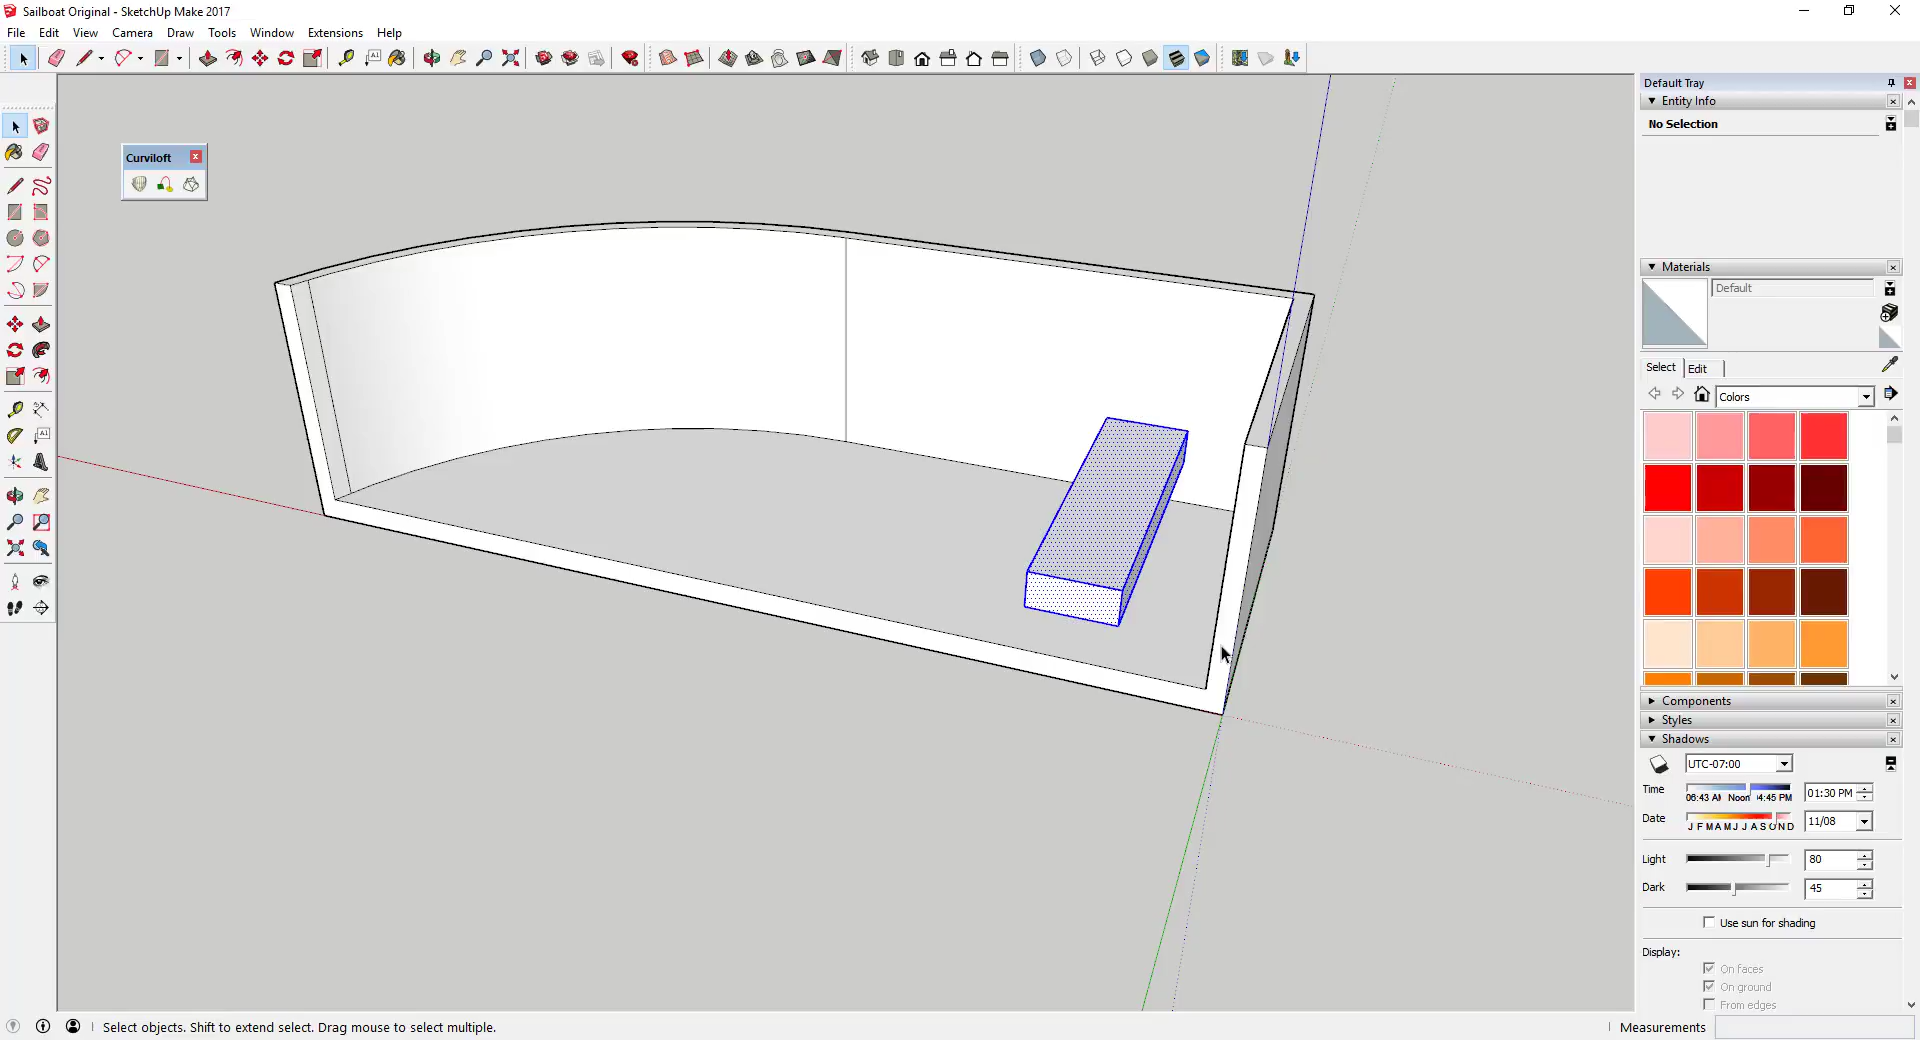 Sailboat Original - SketchUp Make 2017
File Edit View Camera Draw Tools Window Extensions Help
Default Tray
Entity Info
No Selection
Curviloft
Materials
Default
Select Edit
Colors
Components
Styles
Shadows
UTC-07:00
Time 06:43 AM Noon 04:45 PM 01:30 PM
Date J F M A M J J A S O N D 11/08
Light 80
Dark 45
Use sun for shading
Display:
On faces
On ground
From edges
Select objects. Shift to extend select. Drag mouse to select multiple.
Measurements